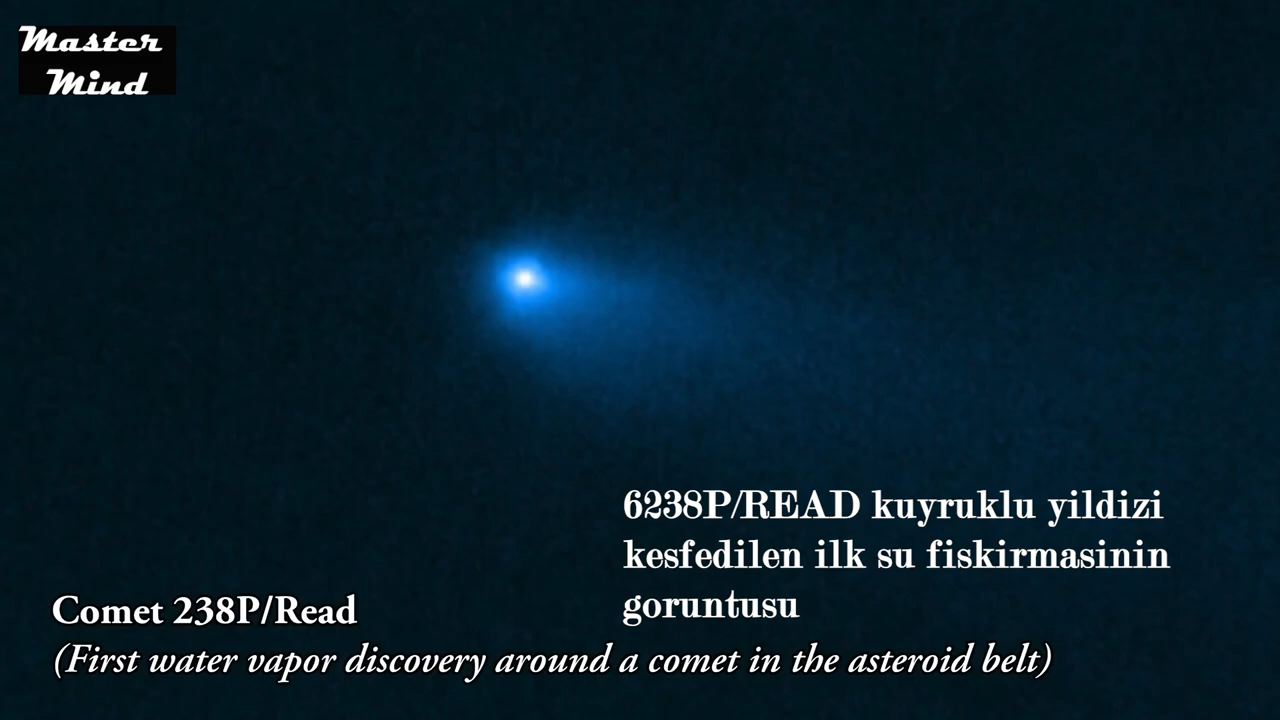 Master
Mind
6238P/READ kuyruklu yildizi
kesfedilen ilk su fiskirmasinin
goruntusu
Comet 238P/Read
(First water vapor discovery around a comet in the asteroid belt)